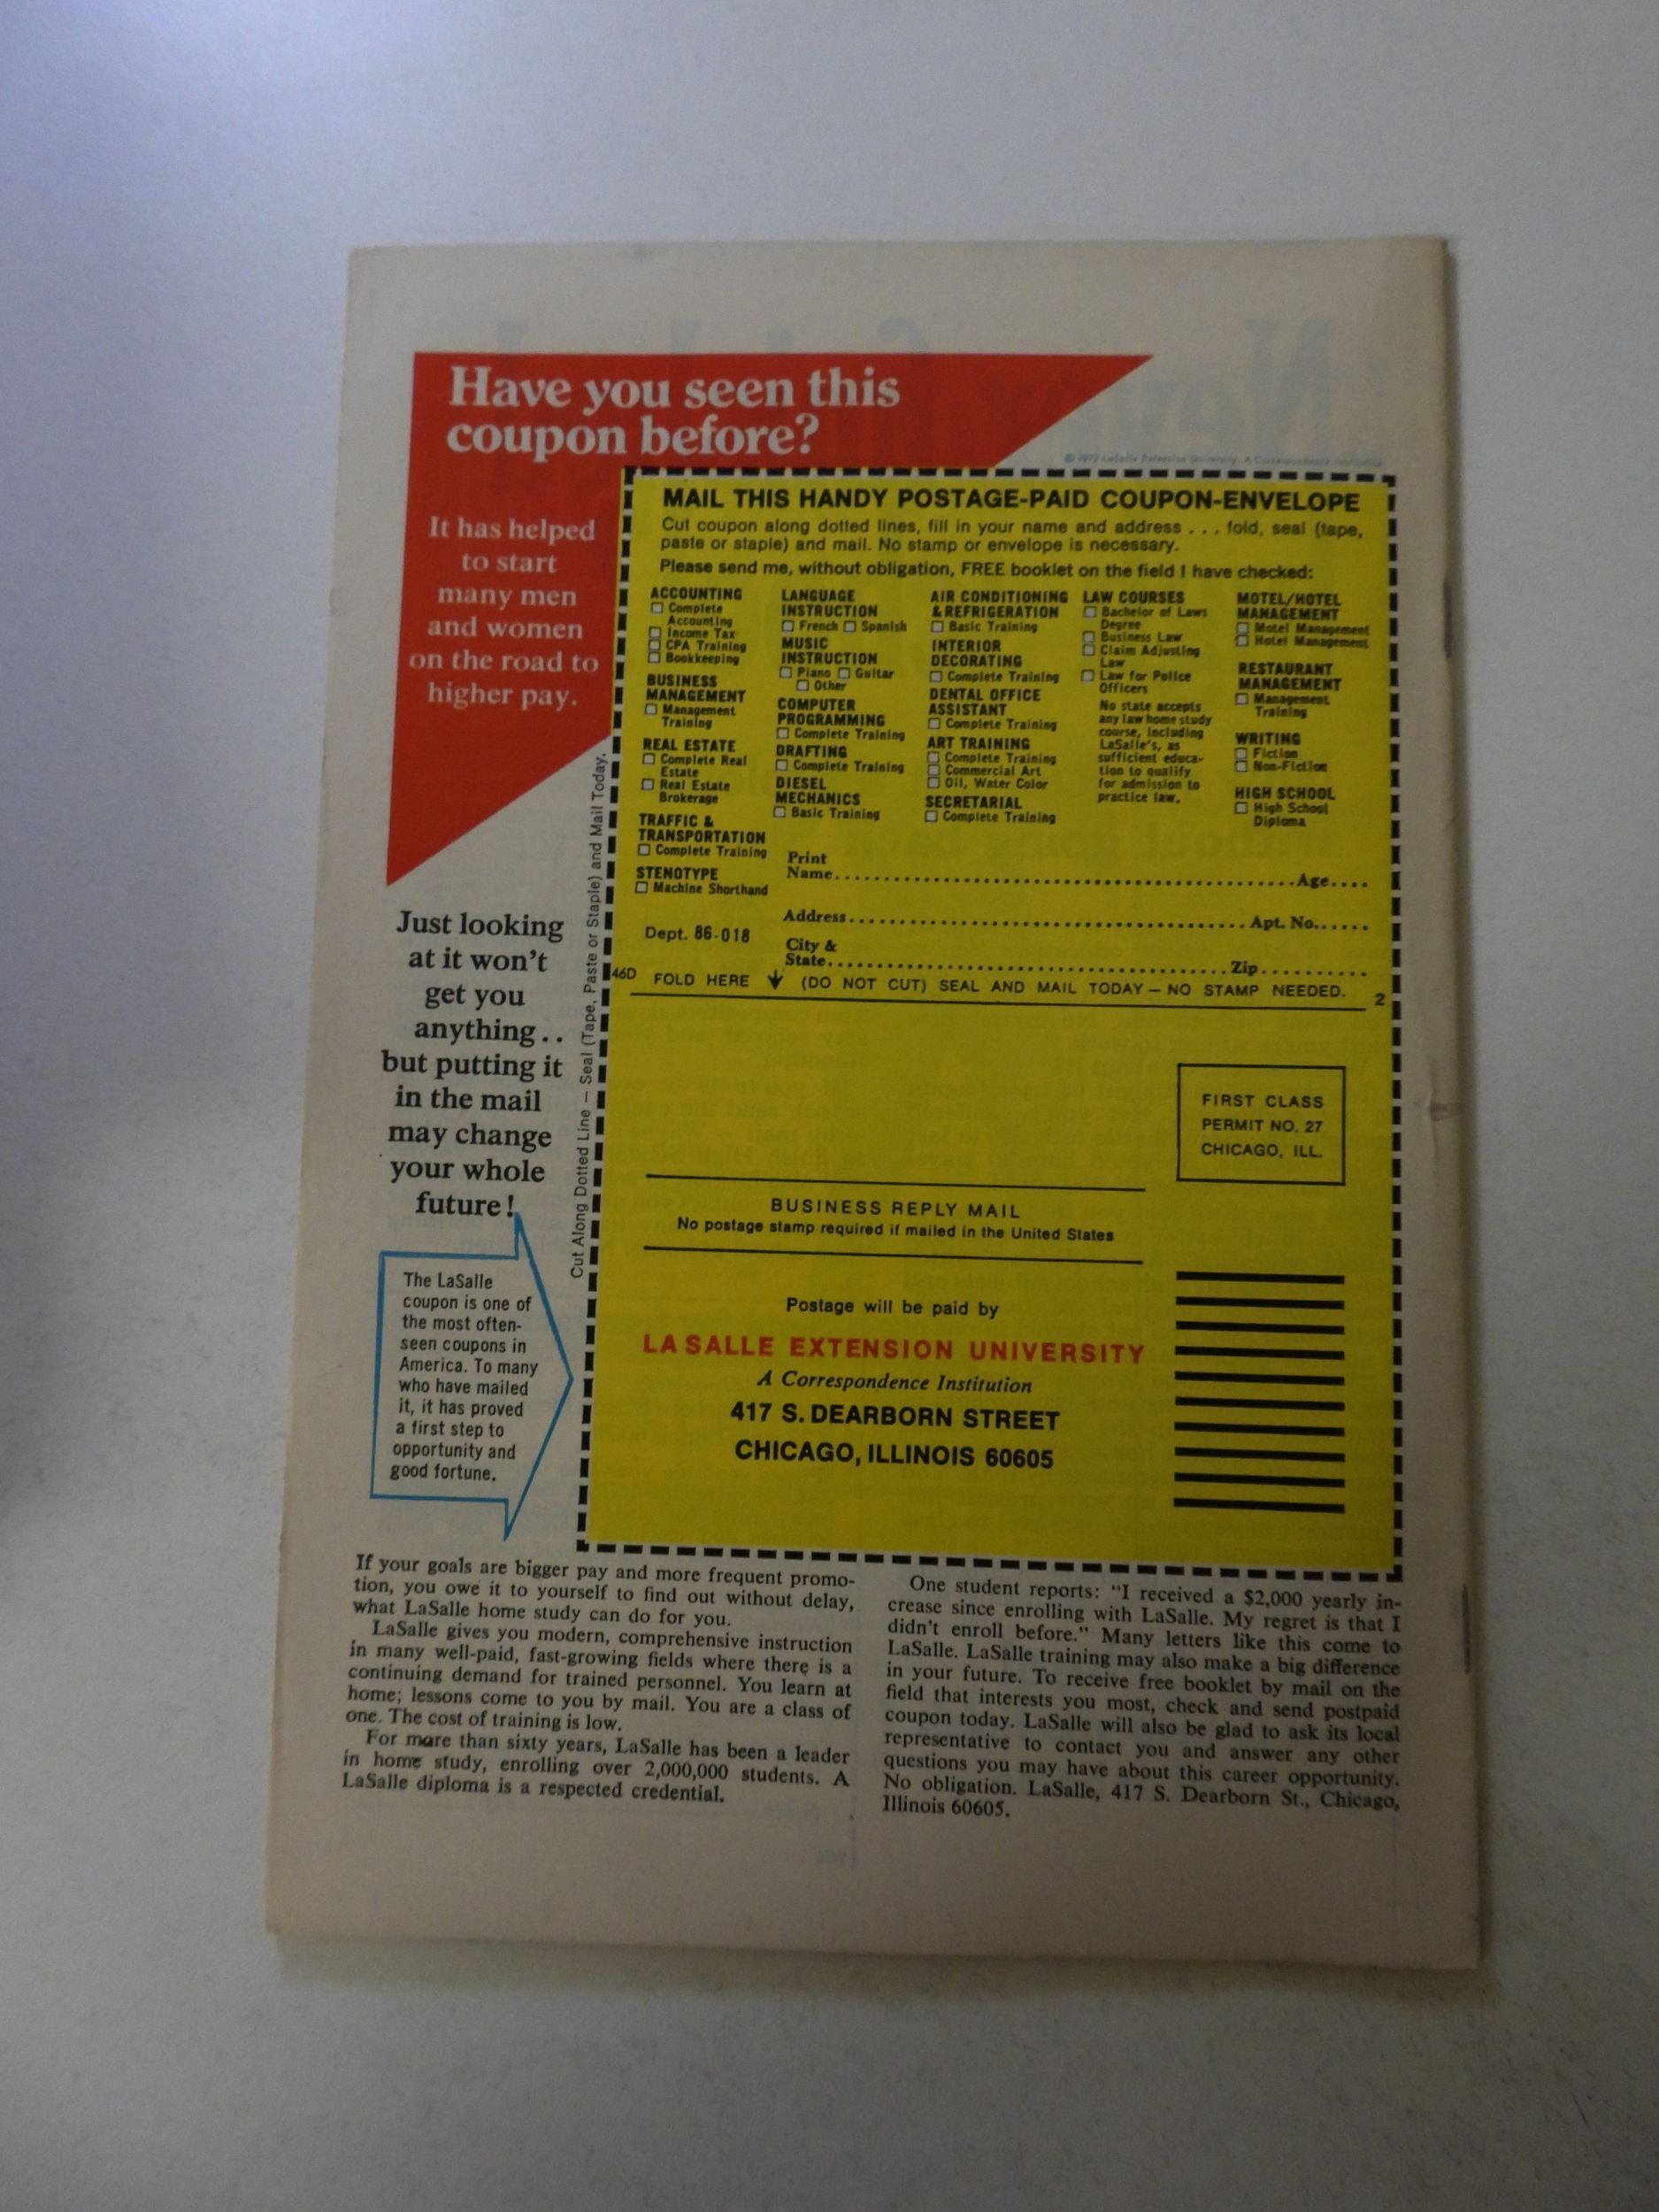 Have you seen this
coupon before?
It has helped
to start
many men
and women
on the road to
higher pay.
Just looking
at it won't
get you
anything..
but putting it
in the mail
may change
your whole
future!
The LaSalle
coupon is one of
the most often-
seen coupons in
America. To many
who have mailed
it, it has proved
a first step to
opportunity and
good fortune.
Cut Along Dotted Line — Seal (Tape, Paste or Staple) and Mail Today.
LaSalle Extension University, A Correspondence Institution
MAIL THIS HANDY POSTAGE-PAID COUPON-ENVELOPE
Cut coupon along dotted lines, fill in your name and address . . . fold, seal (tape,
paste or staple) and mail. No stamp or envelope is necessary.
Please send me, without obligation, FREE booklet on the field I have checked:
ACCOUNTING
Complete
Accounting
Income Tax
CPA Training
Bookkeeping
BUSINESS
MANAGEMENT
Management
Training
REAL ESTATE
Complete Real
Estate
Real Estate
Brokerage
TRAFFIC &
TRANSPORTATION
Complete Training
STENOTYPE
Machine Shorthand
LANGUAGE
INSTRUCTION
French Spanish
MUSIC
INSTRUCTION
Piano Guitar
Other
COMPUTER
PROGRAMMING
Complete Training
DRAFTING
Complete Training
DIESEL
MECHANICS
Basic Training
AIR CONDITIONING
& REFRIGERATION
Basic Training
INTERIOR
DECORATING
Complete Training
DENTAL OFFICE
ASSISTANT
Complete Training
ART TRAINING
Complete Training
Commercial Art
Oil, Water Color
SECRETARIAL
Complete Training
LAW COURSES
Bachelor of Laws
Degree
Business Law
Claim Adjusting
Law
Law for Police
Officers
No state accepts
any law home study
course, including
LaSalle's, as
sufficient educa-
tion to qualify
for admission to
practice law.
MOTEL/HOTEL
MANAGEMENT
Motel Management
Hotel Management
RESTAURANT
MANAGEMENT
Management
Training
WRITING
Fiction
Non-Fiction
HIGH SCHOOL
High School
Diploma
Print
Name Age
Address Apt. No.
Dept. 86-018
City &
State Zip
46D FOLD HERE (DO NOT CUT) SEAL AND MAIL TODAY — NO STAMP NEEDED. 2
FIRST CLASS
PERMIT NO. 27
CHICAGO, ILL.
BUSINESS REPLY MAIL
No postage stamp required if mailed in the United States
Postage will be paid by
LA SALLE EXTENSION UNIVERSITY
A Correspondence Institution
417 S. DEARBORN STREET
CHICAGO, ILLINOIS 60605
If your goals are bigger pay and more frequent promo-
tion, you owe it to yourself to find out without delay,
what LaSalle home study can do for you.
LaSalle gives you modern, comprehensive instruction
in many well-paid, fast-growing fields where there is a
continuing demand for trained personnel. You learn at
home; lessons come to you by mail. You are a class of
one. The cost of training is low.
For more than sixty years, LaSalle has been a leader
in home study, enrolling over 2,000,000 students. A
LaSalle diploma is a respected credential.
One student reports: "I received a $2,000 yearly in-
crease since enrolling with LaSalle. My regret is that I
didn't enroll before." Many letters like this come to
LaSalle. LaSalle training may also make a big difference
in your future. To receive free booklet by mail on the
field that interests you most, check and send postpaid
coupon today. LaSalle will also be glad to ask its local
representative to contact you and answer any other
questions you may have about this career opportunity.
No obligation. LaSalle, 417 S. Dearborn St., Chicago,
Illinois 60605.